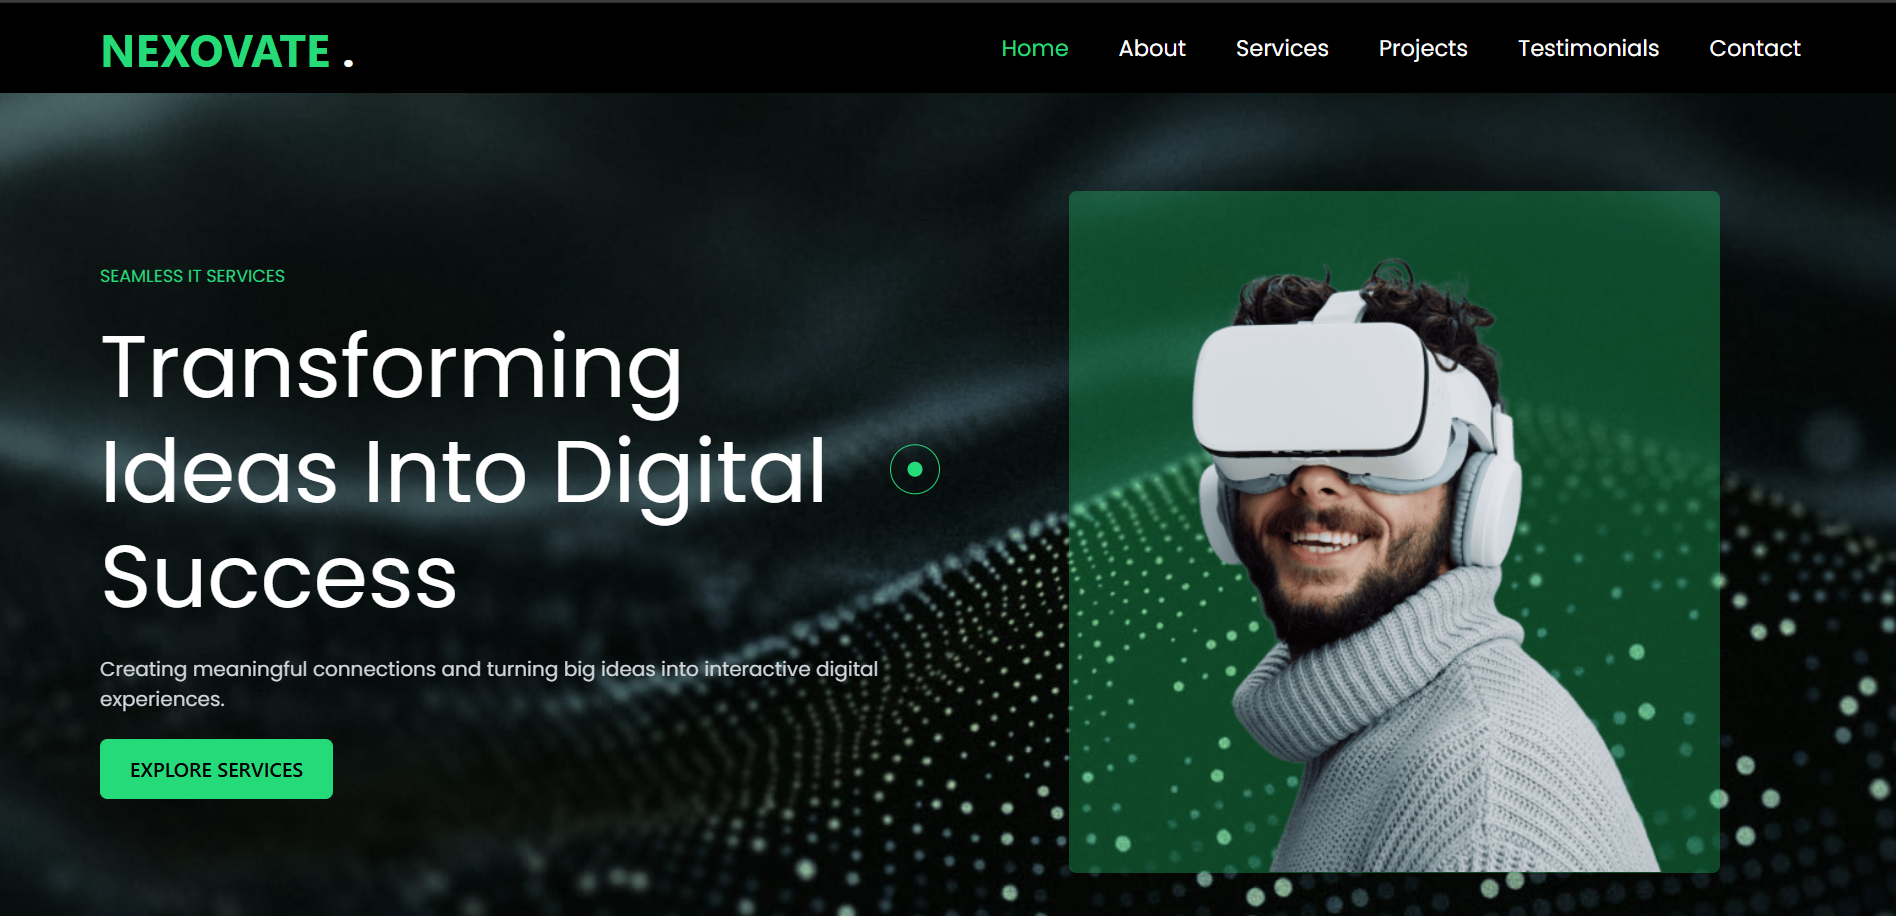 NEXOVATE .
Home About Services Projects Testimonials Contact
SEAMLESS IT SERVICES
Transforming
Ideas Into Digital
Success
Creating meaningful connections and turning big ideas into interactive digital
experiences.
EXPLORE SERVICES